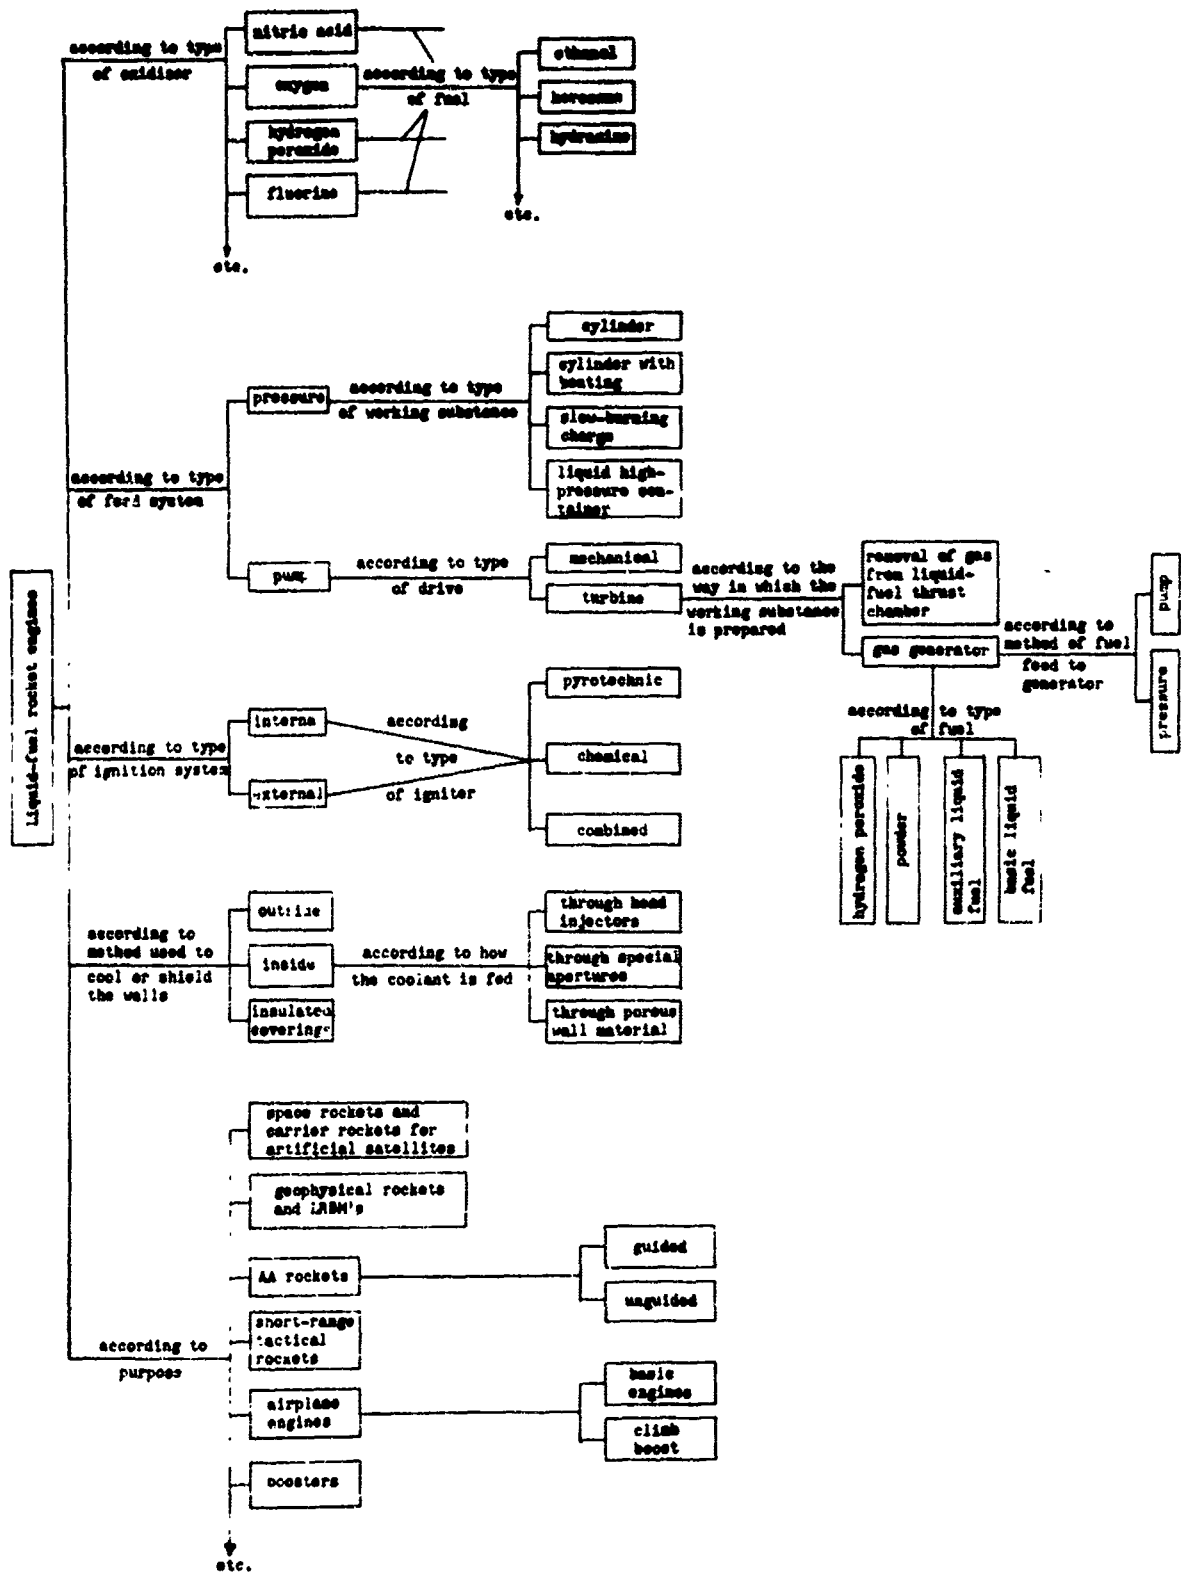 Liquid-fuel rocket engines
according to type
of oxidizer
nitric acid
oxygen
hydrogen
peroxide
fluorine
etc.
according to type
of fuel
ethanol
kerosene
hydrazine
etc.
according to type
of feed system
pressure
according to type
of working substance
cylinder
cylinder with
heating
slow-burning
charge
liquid high-
pressure con-
tainer
pump
according to type
of drive
mechanical
turbine
according to the
way in which the
working substance
is prepared
removal of gas
from liquid-
fuel thrust
chamber
gas generator
according to
method of fuel
feed to
generator
pump
pressure
according to type
of fuel
hydrogen peroxide
powder
auxiliary liquid
fuel
basic liquid
fuel
according to type
of ignition system
interna
external
according
to type
of igniter
pyrotechnic
chemical
combined
according to
method used to
cool or shield
the walls
outside
inside
insulated
coverings
according to how
the coolant is fed
through head
injectors
through special
apertures
through porous
wall material
according to
purpose
space rockets and
carrier rockets for
artificial satellites
geophysical rockets
and LRBM's
AA rockets
guided
unguided
short-range
tactical
rockets
airplane
engines
basic
engines
climb
boost
boosters
etc.